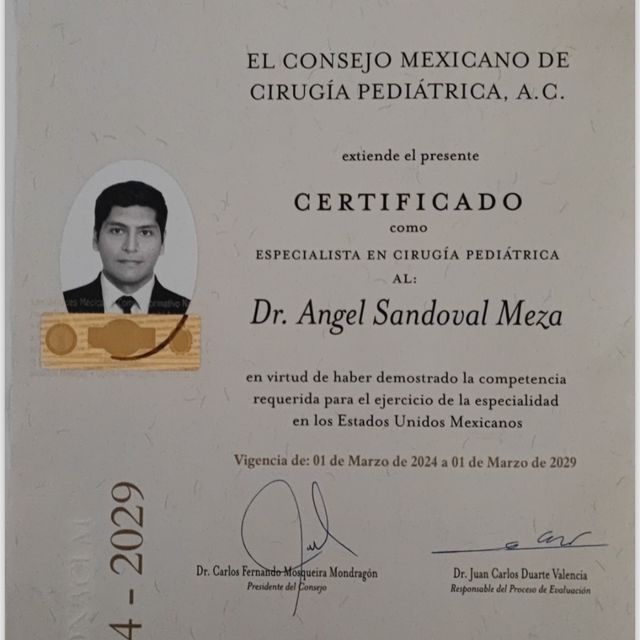 EL CONSEJO MEXICANO DE
CIRUGÍA PEDIÁTRICA, A.C.
extiende el presente
CERTIFICADO
como
ESPECIALISTA EN CIRUGÍA PEDIÁTRICA
AL:
Dr. Angel Sandoval Meza
en virtud de haber demostrado la competencia
requerida para el ejercicio de la especialidad
en los Estados Unidos Mexicanos
Vigencia de: 01 de Marzo de 2024 a 01 de Marzo de 2029
Dr. Carlos Fernando Mosqueira Mondragón
Presidente del Consejo
Dr. Juan Carlos Duarte Valencia
Responsable del Proceso de Evaluación
4 - 2029